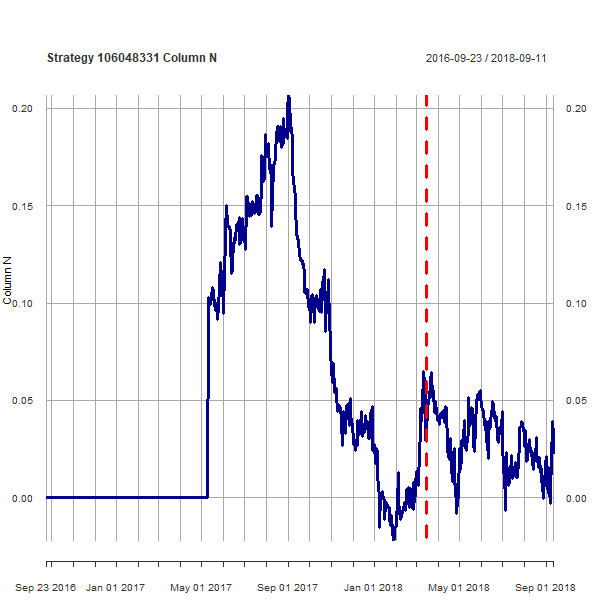 Strategy 106048331 Column N 2016-09-23 / 2018-09-11
0.20 0.20
0.15 0.15
Column N
0.10 0.10
0.05 0.05
0.00 0.00
Sep 23 2016 Jan 01 2017 May 01 2017 Sep 01 2017 Jan 01 2018 May 01 2018 Sep 01 2018